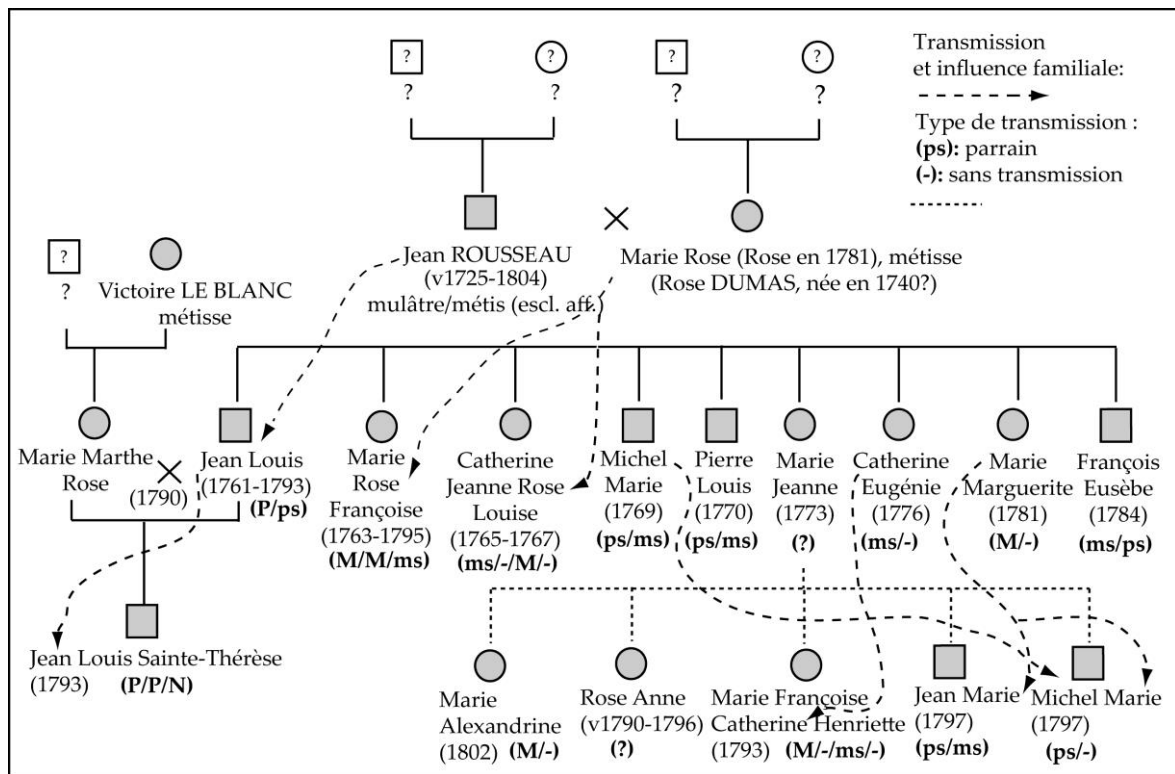 ?
?
?
?
?
?
?
?
Transmission
et influence familiale:
Type de transmission :
(ps): parrain
(-): sans transmission
Jean ROUSSEAU
(v1725-1804)
mulâtre/métis (escl. aff.)
Marie Rose (Rose en 1781), métisse
(Rose DUMAS, née en 1740?)
?
?
Victoire LE BLANC
métisse
Marie Marthe
Rose
(1790)
Jean Louis
(1761-1793)
(P/ps)
Marie
Rose
Françoise
(1763-1795)
(M/M/ms)
Catherine
Jeanne Rose
Louise
(1765-1767)
(ms/-/M/-)
Michel
Marie
(1769)
(ps/ms)
Pierre
Louis
(1770)
(ps/ms)
Marie
Jeanne
(1773)
(?)
Catherine
Eugénie
(1776)
(ms/-)
Marie
Marguerite
(1781)
(M/-)
François
Eusèbe
(1784)
(ms/ps)
Jean Louis Sainte-Thérèse
(1793) (P/P/N)
Marie
Alexandrine
(1802) (M/-)
Rose Anne
(v1790-1796)
(?)
Marie Françoise
Catherine Henriette
(1793) (M/-/ms/-)
Jean Marie
(1797)
(ps/ms)
Michel Marie
(1797)
(ps/-)